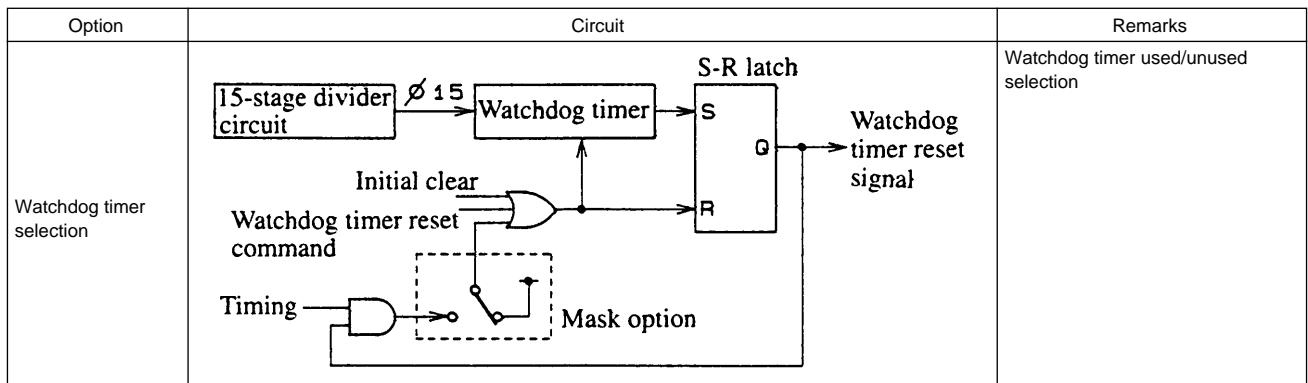 Option
Circuit
Remarks
Watchdog timer
selection
15-stage divider
circuit
ø 15
Watchdog timer
S-R latch
S
Q
R
Watchdog
timer reset
signal
Initial clear
Watchdog timer reset
command
Timing
Mask option
Watchdog timer used/unused
selection